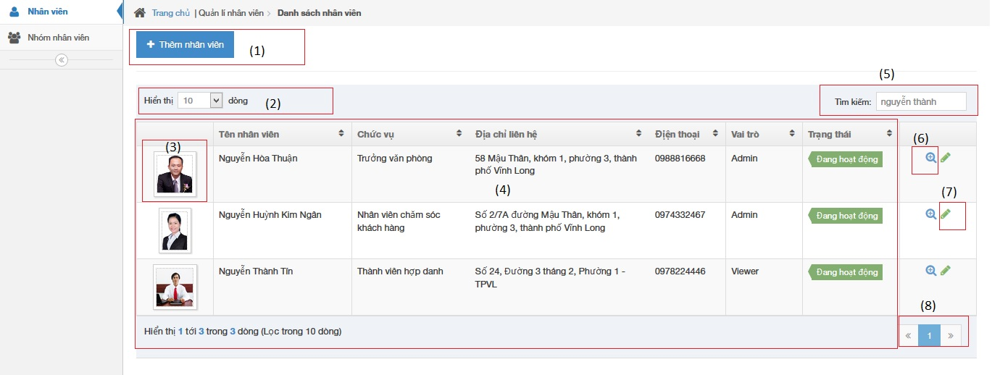 Nhân viên
Trang chủ | Quản lí nhân viên > Danh sách nhân viên
Nhóm nhân viên
+ Thêm nhân viên
(1)
(5)
Hiển thị 10 dòng
(2)
Tìm kiếm: nguyễn thành
Tên nhân viên Chức vụ Địa chỉ liên hệ Điện thoại Vai trò Trạng thái
(3)
(6)
Nguyễn Hòa Thuận Trưởng văn phòng 58 Mậu Thân, khóm 1, phường 3, thành 0988816668 Admin Đang hoạt động
phố Vĩnh Long
(4)
(7)
Nguyễn Huỳnh Kim Ngân Nhân viên chăm sóc Số 2/7A đường Mậu Thân, khóm 1, 0974332467 Admin Đang hoạt động
khách hàng phường 3, thành phố Vĩnh Long
Nguyễn Thành Tín Thành viên hợp danh Số 24, Đường 3 tháng 2, Phường 1 - 0978224446 Viewer Đang hoạt động
TPVL
(8)
Hiển thị 1 tới 3 trong 3 dòng (Lọc trong 10 dòng)
« 1 »